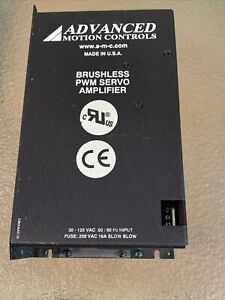 ADVANCED
MOTION CONTROLS
www.a-m-c.com
MADE IN U.S.A.
BRUSHLESS
PWM SERVO
AMPLIFIER
c RU US
CE
30 - 125 VAC 50 / 60 Hz INPUT
FUSE: 250 VAC 16A SLOW BLOW